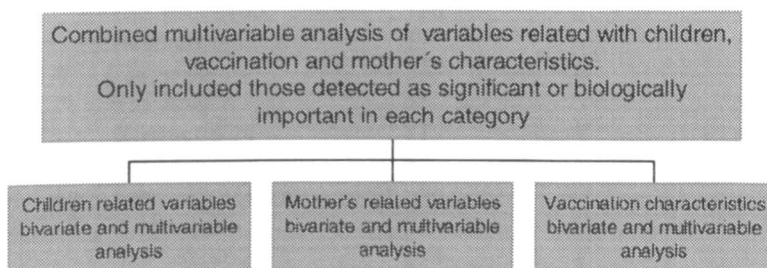 Combined multivariable analysis of variables related with children,
vaccination and mother´s characteristics.
Only included those detected as significant or biologically
important in each category
Children related variables
bivariate and multivariable
analysis
Mother's related variables
bivariate and multivariable
analysis
Vaccination characteristics
bivariate and multivariable
analysis